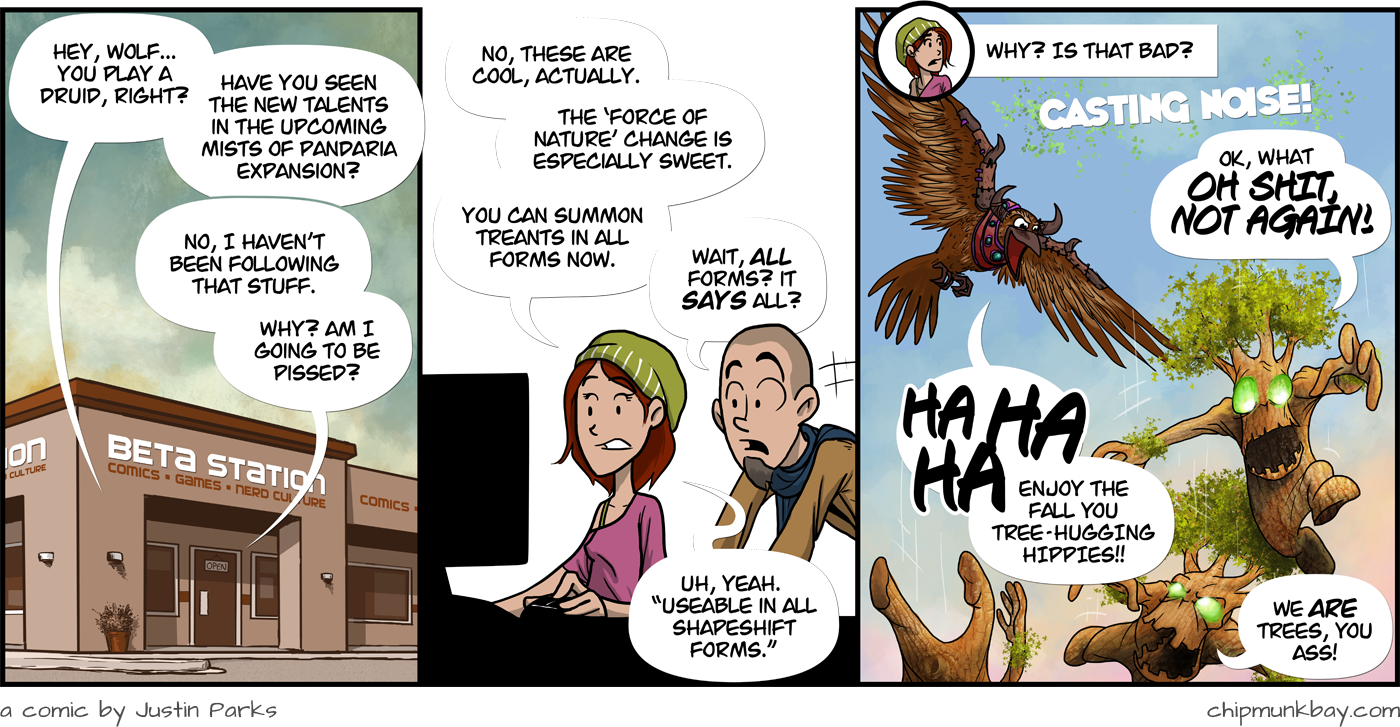 HEY, WOLF...
YOU PLAY A
DRUID, RIGHT?
HAVE YOU SEEN
THE NEW TALENTS
IN THE UPCOMING
MISTS OF PANDARIA
EXPANSION?
NO, I HAVEN'T
BEEN FOLLOWING
THAT STUFF.
WHY? AM I
GOING TO BE
PISSED?
ION
CULTURE
BETA STATION
COMICS • GAMES • NERD CULTURE
COMICS •
OPEN
NO, THESE ARE
COOL, ACTUALLY.
THE 'FORCE OF
NATURE' CHANGE IS
ESPECIALLY SWEET.
YOU CAN SUMMON
TREANTS IN ALL
FORMS NOW.
WAIT, ALL
FORMS? IT
SAYS ALL?
UH, YEAH.
"USEABLE IN ALL
SHAPESHIFT
FORMS."
WHY? IS THAT BAD?
CASTING NOISE!
OK, WHAT
OH SHIT,
NOT AGAIN!
HA HA
HA
ENJOY THE
FALL YOU
TREE-HUGGING
HIPPIES!!
WE ARE
TREES, YOU
ASS!
a comic by Justin Parks
chipmunkbay.com